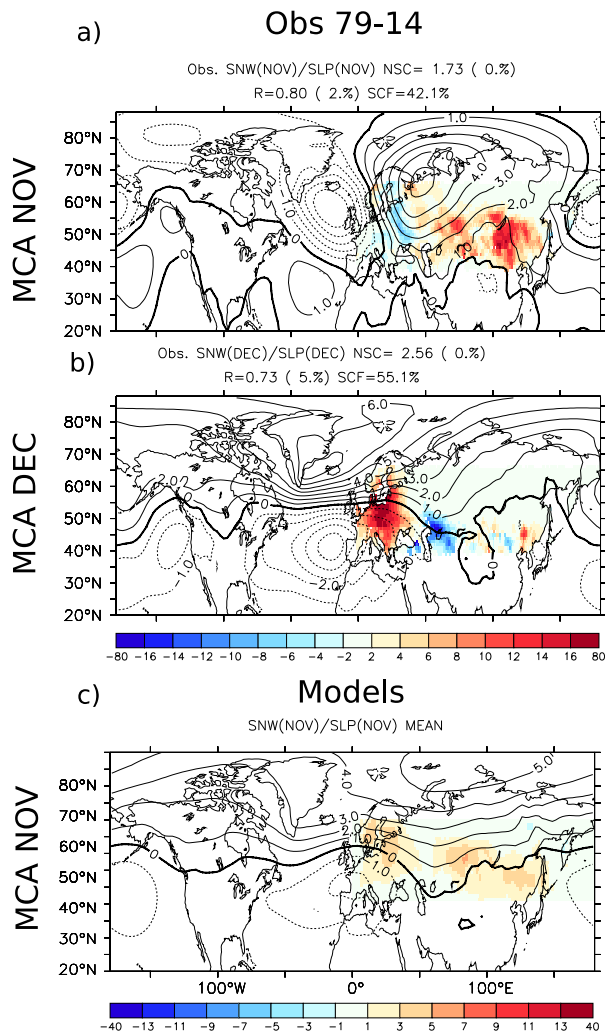 Obs 79-14
a)
Obs. SNW(NOV)/SLP(NOV) NSC= 1.73 ( 0.%)
R=0.80 ( 2.%) SCF=42.1%
MCA NOV
80°N
70°N
60°N
50°N
40°N
30°N
20°N
1.0
4.0
3.0
2.0
0
1.0
b)
Obs. SNW(DEC)/SLP(DEC) NSC= 2.56 ( 0.%)
R=0.73 ( 5.%) SCF=55.1%
MCA DEC
80°N
70°N
60°N
50°N
40°N
30°N
20°N
6.0
2.0
4.0
3.0
2.0
1.0
-1.0
-2.0
0
-80 -16 -14 -12 -10 -8 -6 -4 -2 2 4 6 8 10 12 14 16 80
Models
c)
SNW(NOV)/SLP(NOV) MEAN
MCA NOV
80°N
70°N
60°N
50°N
40°N
30°N
20°N
5.0
4.0
3.0
2.0
0
-1.0
100°W 0° 100°E
-40 -13 -11 -9 -7 -5 -3 -1 1 3 5 7 9 11 13 40